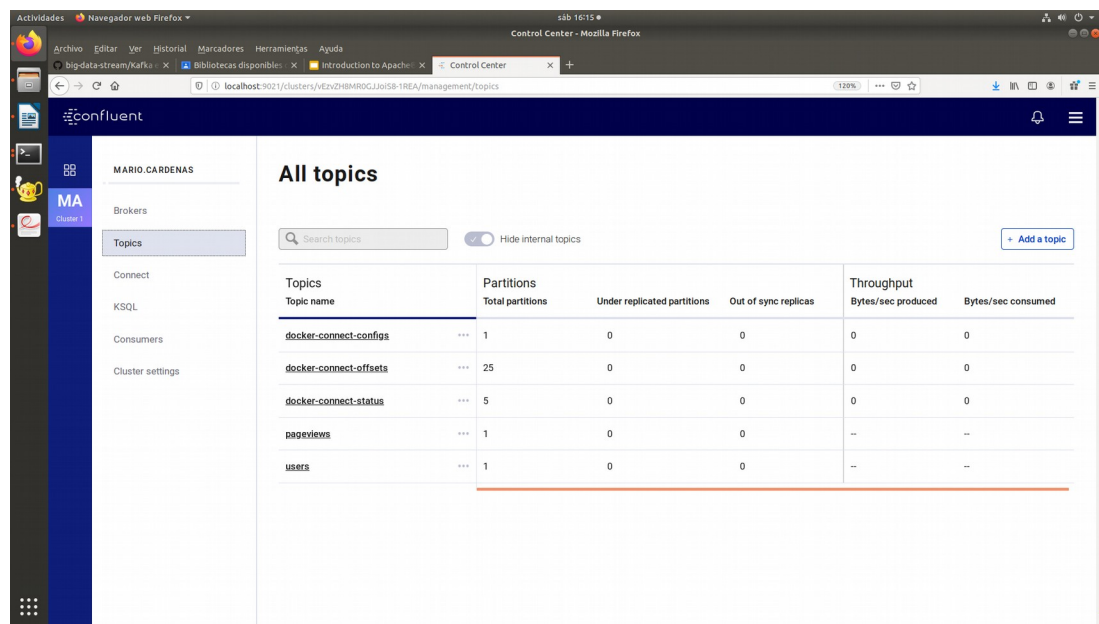 Actividades Navegador web Firefox sáb 16:15
Control Center - Mozilla Firefox
Archivo Editar Ver Historial Marcadores Herramientas Ayuda
big-data-stream/Kafka Bibliotecas disponibles Introduction to Apache Control Center
localhost:9021/clusters/vEzvZH8MR0GJJoiS8-1REA/management/topics 120%
confluent
MARIO.CARDENAS
MA
Cluster 1
Brokers
Topics
Connect
KSQL
Consumers
Cluster settings
All topics
Search topics Hide internal topics + Add a topic
Topics Partitions Throughput
Topic name Total partitions Under replicated partitions Out of sync replicas Bytes/sec produced Bytes/sec consumed
docker-connect-configs ••• 1 0 0 0 0
docker-connect-offsets ••• 25 0 0 0 0
docker-connect-status ••• 5 0 0 0 0
pageviews ••• 1 0 0 -- --
users ••• 1 0 0 -- --